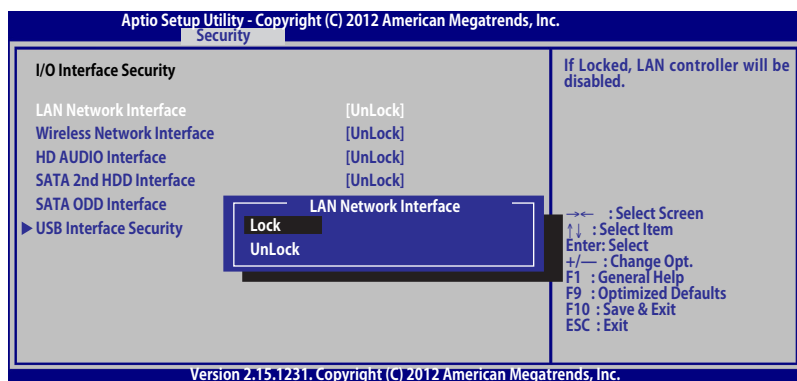 Aptio Setup Utility - Copyright (C) 2012 American Megatrends, Inc.
Security
I/O Interface Security
LAN Network Interface [UnLock]
Wireless Network Interface [UnLock]
HD AUDIO Interface [UnLock]
SATA 2nd HDD Interface [UnLock]
SATA ODD Interface
▶ USB Interface Security
LAN Network Interface
Lock
UnLock
If Locked, LAN controller will be
disabled.
→← : Select Screen
↑↓ : Select Item
Enter: Select
+/— : Change Opt.
F1 : General Help
F9 : Optimized Defaults
F10 : Save & Exit
ESC : Exit
Version 2.15.1231. Copyright (C) 2012 American Megatrends, Inc.